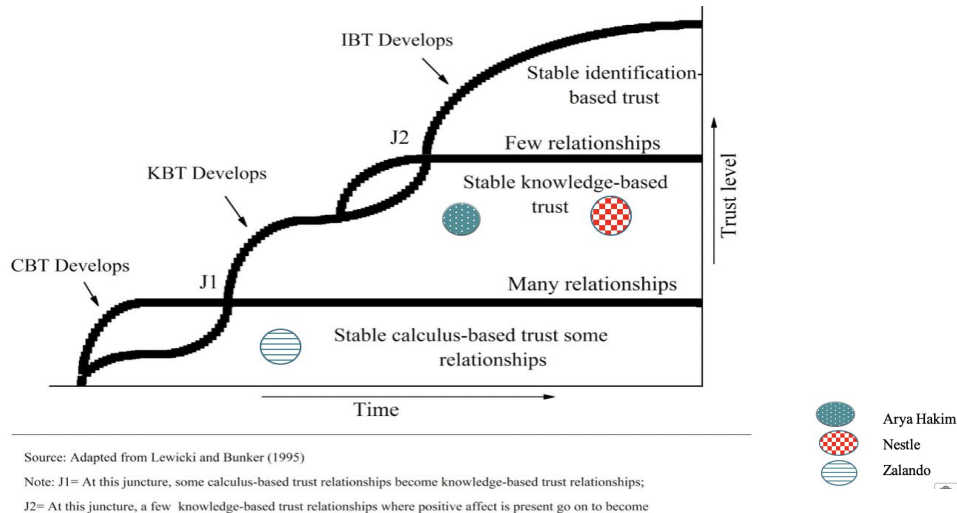 IBT Develops
Stable identification-
based trust
J2
Few relationships
KBT Develops
Stable knowledge-based
trust
Trust level
CBT Develops
J1
Many relationships
Stable calculus-based trust some
relationships
Time
Arya Hakim
Nestle
Zalando
Source: Adapted from Lewicki and Bunker (1995)
Note: J1= At this juncture, some calculus-based trust relationships become knowledge-based trust relationships;
J2= At this juncture, a few knowledge-based trust relationships where positive affect is present go on to become